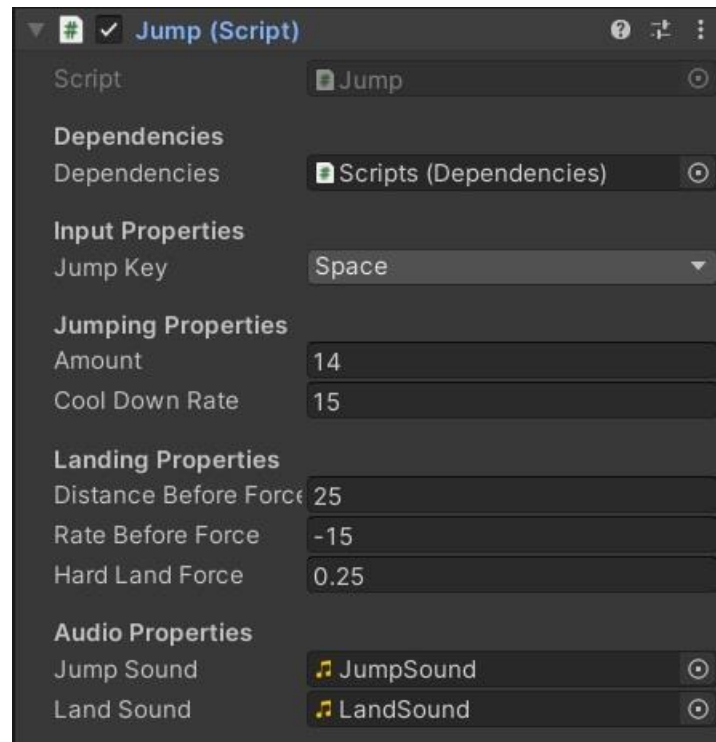 Jump (Script)
Script Jump
Dependencies
Dependencies Scripts (Dependencies)
Input Properties
Jump Key Space
Jumping Properties
Amount 14
Cool Down Rate 15
Landing Properties
Distance Before Force 25
Rate Before Force -15
Hard Land Force 0.25
Audio Properties
Jump Sound JumpSound
Land Sound LandSound